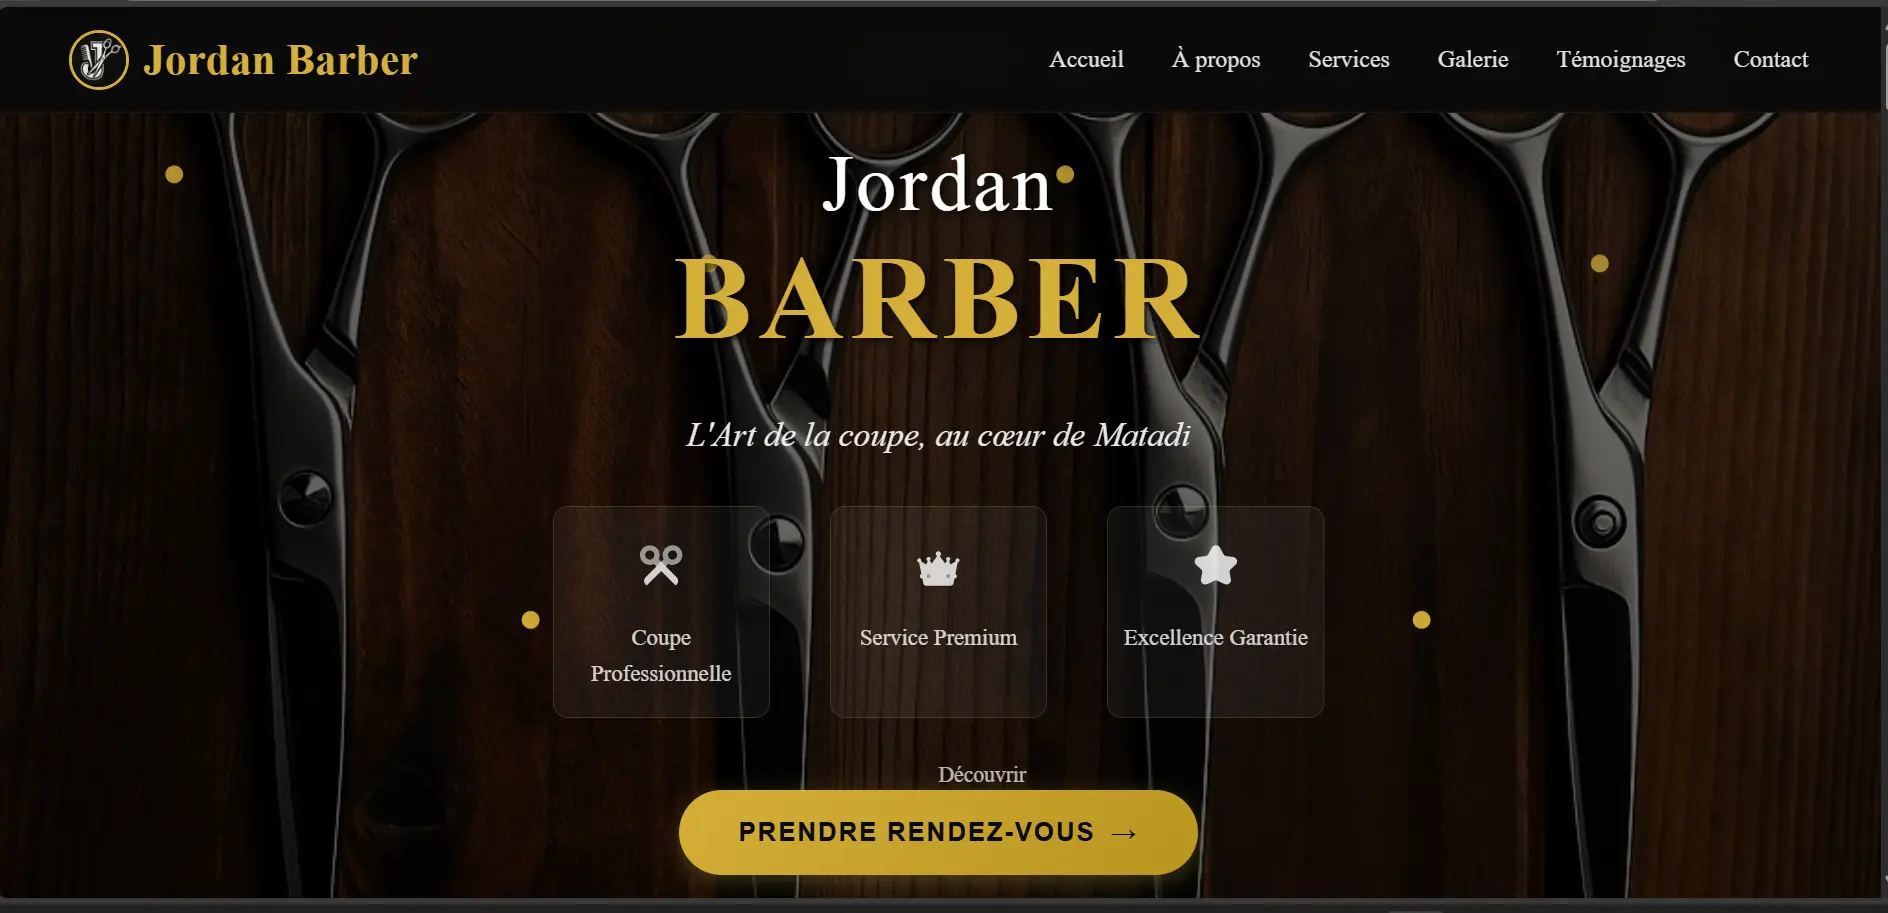 Jordan Barber
Accueil
À propos
Services
Galerie
Témoignages
Contact
Jordan
BARBER
L'Art de la coupe, au cœur de Matadi
Coupe
Professionnelle
Service Premium
Excellence Garantie
Découvrir
PRENDRE RENDEZ-VOUS →